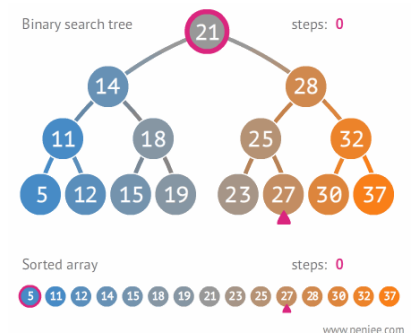 Binary search tree steps: 0
21
14 28
11 18 25 32
5 12 15 19 23 27 30 37
Sorted array steps: 0
5 11 12 14 15 18 19 21 23 25 27 28 30 32 37
www.penjee.com